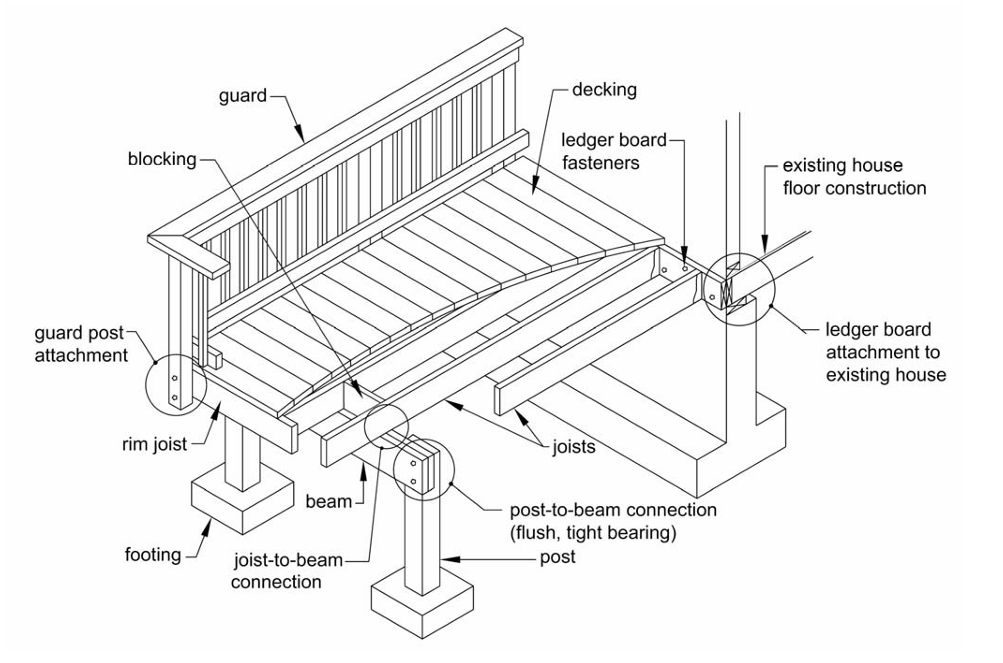 guard
decking
blocking
ledger board
fasteners
existing house
floor construction
guard post
attachment
ledger board
attachment to
existing house
rim joist
joists
beam
post-to-beam connection
(flush, tight bearing)
footing
joist-to-beam
connection
post